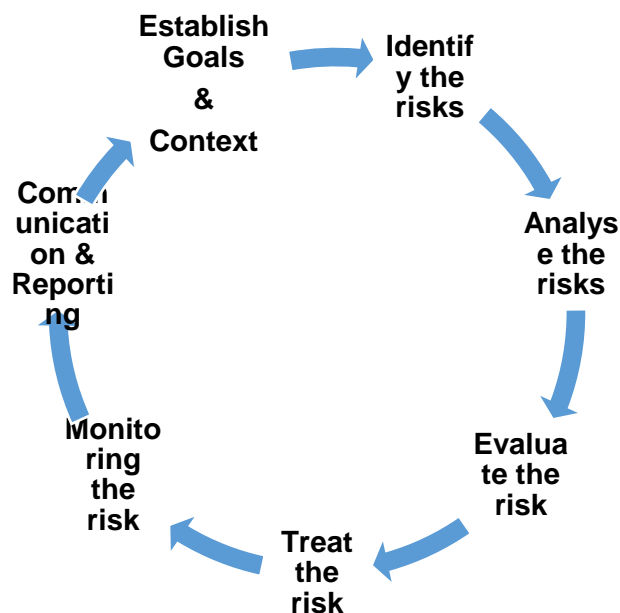 Establish
Goals
&
Context
Identif
y the
risks
Analys
e the
risks
Evalua
te the
risk
Treat
the
risk
Monito
ring
the
risk
Comm
unicati
on &
Reporti
ng